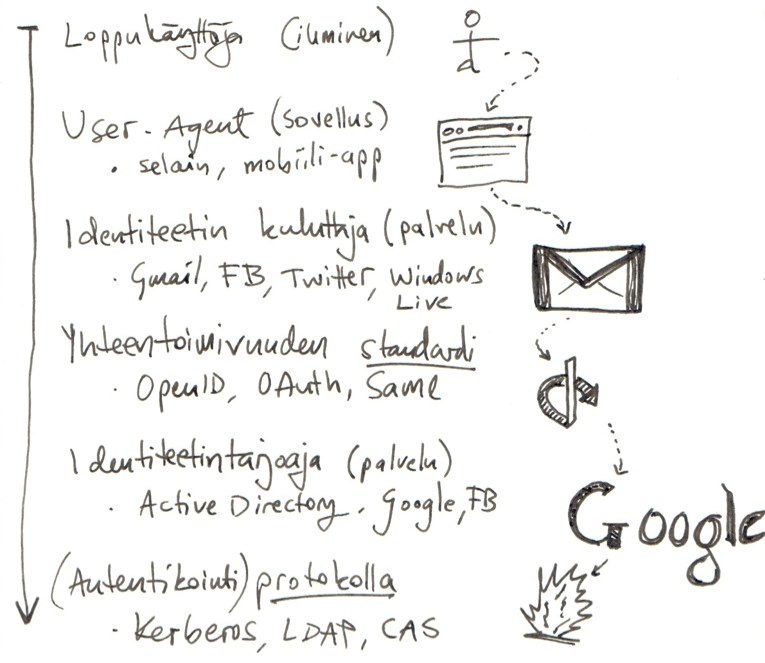 Loppukäyttäjä (ihminen)
User-Agent (sovellus)
• selain, mobiili-app
Identiteetin kuluttaja (palvelu)
• Gmail, FB, Twitter, Windows
Live
Yhteentoimivuuden standardi
• OpenID, OAuth, Saml
Identiteetintarjoaja (palvelu)
• Active Directory, Google, FB
Google
(Autentikointi) protokolla
• Kerberos, LDAP, CAS